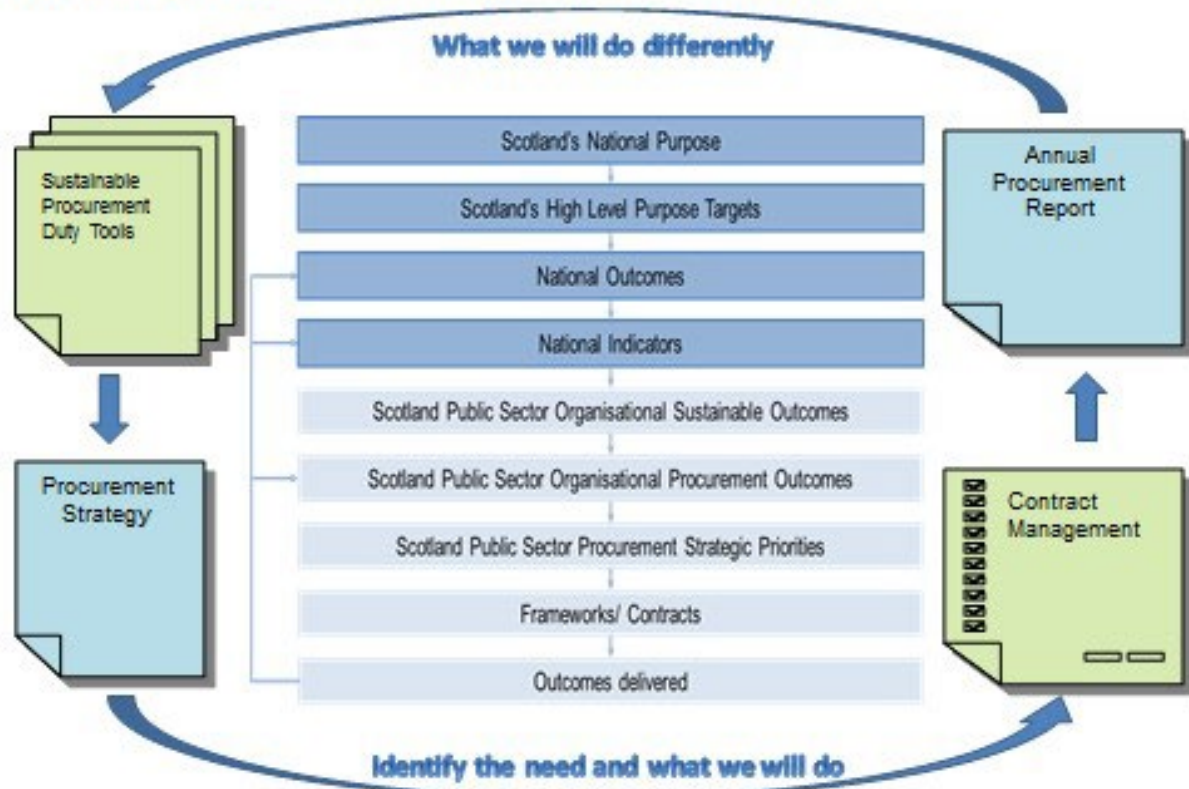 What we will do differently
Sustainable
Procurement
Duty Tools
Procurement
Strategy
Scotland's National Purpose
Scotland's High Level Purpose Targets
National Outcomes
National Indicators
Scotland Public Sector Organisational Sustainable Outcomes
Scotland Public Sector Organisational Procurement Outcomes
Scotland Public Sector Procurement Strategic Priorities
Frameworks/ Contracts
Outcomes delivered
Annual
Procurement
Report
Contract
Management
Identify the need and what we will do